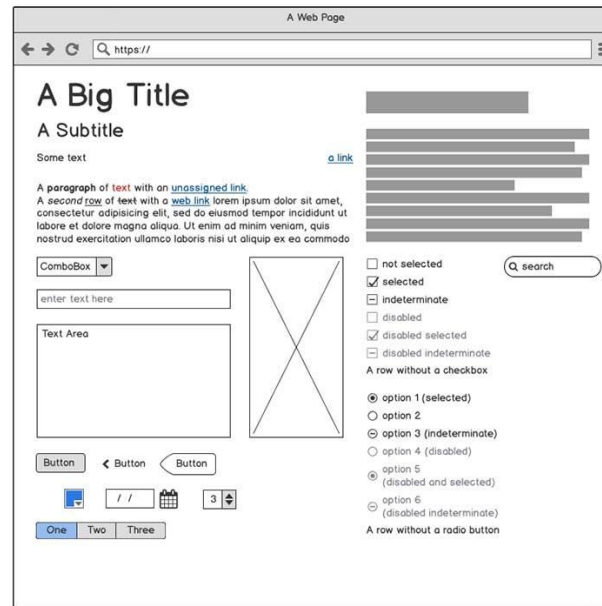 A Web Page
https://
A Big Title
A Subtitle
Some text
a link
A paragraph of text with an unassigned link.
A second row of text with a web link lorem ipsum dolor sit amet,
consectetur adipisicing elit, sed do eiusmod tempor incididunt ut
labore et dolore magna aliqua. Ut enim ad minim veniam, quis
nostrud exercitation ullamco laboris nisi ut aliquip ex ea commodo
ComboBox
enter text here
Text Area
Button
Button
Button
/ /
3
One Two Three
not selected
search
selected
indeterminate
disabled
disabled selected
disabled indeterminate
A row without a checkbox
option 1 (selected)
option 2
option 3 (indeterminate)
option 4 (disabled)
option 5
(disabled and selected)
option 6
(disabled indeterminate)
A row without a radio button